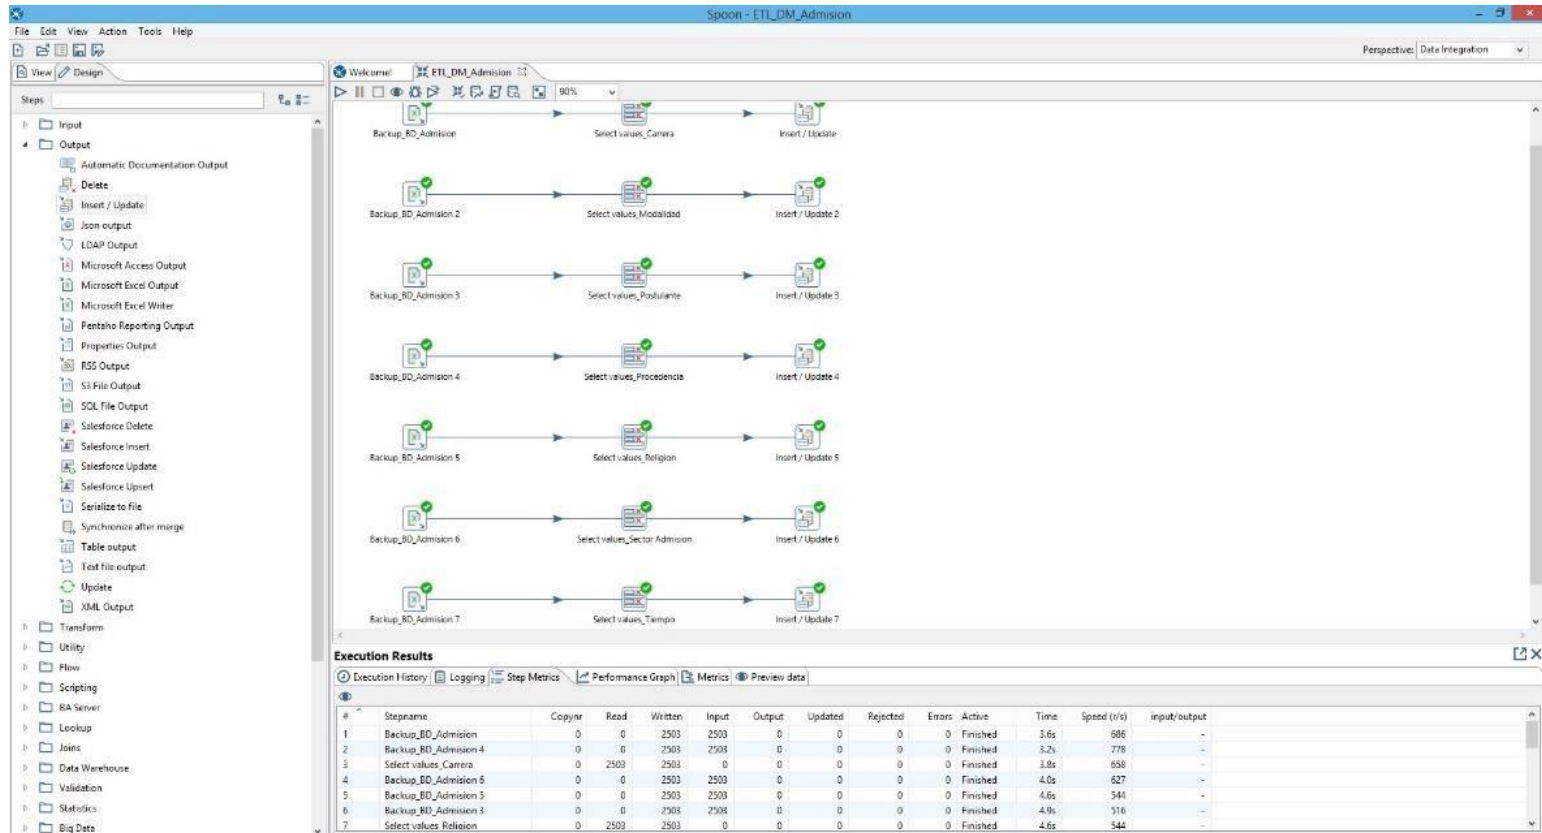 Spoon - ETL_DM_Admision
File Edit View Action Tools Help
Perspective: Data Integration
View Design
Welcome! ETL_DM_Admision
Steps
90%
Input
Output
Automatic Documentation Output
Delete
Insert / Update
Json output
LDAP Output
Microsoft Access Output
Microsoft Excel Output
Microsoft Excel Writer
Pentaho Reporting Output
Properties Output
RSS Output
S3 File Output
SQL File Output
Salesforce Delete
Salesforce Insert
Salesforce Update
Salesforce Upsert
Serialize to file
Synchronize after merge
Table output
Text file output
Update
XML Output
Transform
Utility
Flow
Scripting
BA Server
Lookup
Joins
Data Warehouse
Validation
Statistics
Big Data
Backup_BD_Admision Select values_Carrera Insert / Update
Backup_BD_Admision 2 Select values_Modalidad Insert / Update 2
Backup_BD_Admision 3 Select values_Postulante Insert / Update 3
Backup_BD_Admision 4 Select values_Procedencia Insert / Update 4
Backup_BD_Admision 5 Select values_Religion Insert / Update 5
Backup_BD_Admision 6 Select values_Sector Admision Insert / Update 6
Backup_BD_Admision 7 Select values_Tiempo Insert / Update 7
Execution Results
Execution History Logging Step Metrics Performance Graph Metrics Preview data
# Stepname Copynr Read Written Input Output Updated Rejected Errors Active Time Speed (r/s) input/output
1 Backup_BD_Admision 0 0 2503 2503 0 0 0 0 Finished 3.6s 686 -
2 Backup_BD_Admision 4 0 0 2503 2503 0 0 0 0 Finished 3.2s 778 -
3 Select values_Carrera 0 2503 2503 0 0 0 0 0 Finished 3.8s 658 -
4 Backup_BD_Admision 6 0 0 2503 2503 0 0 0 0 Finished 4.0s 627 -
5 Backup_BD_Admision 5 0 0 2503 2503 0 0 0 0 Finished 4.6s 544 -
6 Backup_BD_Admision 3 0 0 2503 2503 0 0 0 0 Finished 4.9s 516 -
7 Select values_Religion 0 2503 2503 0 0 0 0 0 Finished 4.6s 544 -